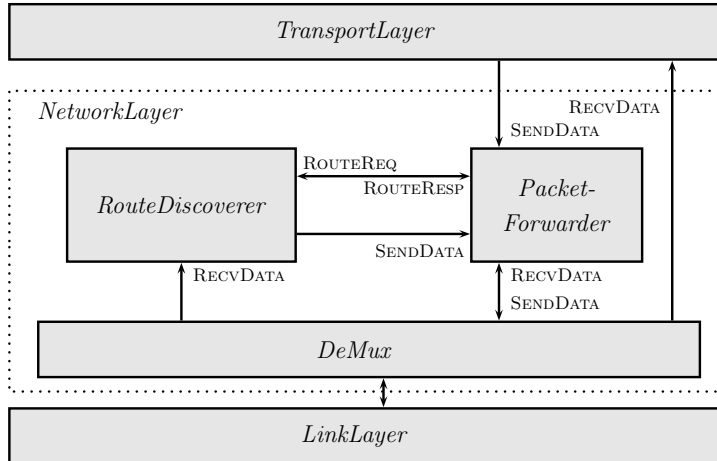 TransportLayer
RECVDATA
NetworkLayer
SENDDATA
ROUTEREQ
ROUTERESP
RouteDiscoverer
Packet-
Forwarder
SENDDATA
RECVDATA
RECVDATA
SENDDATA
DeMux
LinkLayer